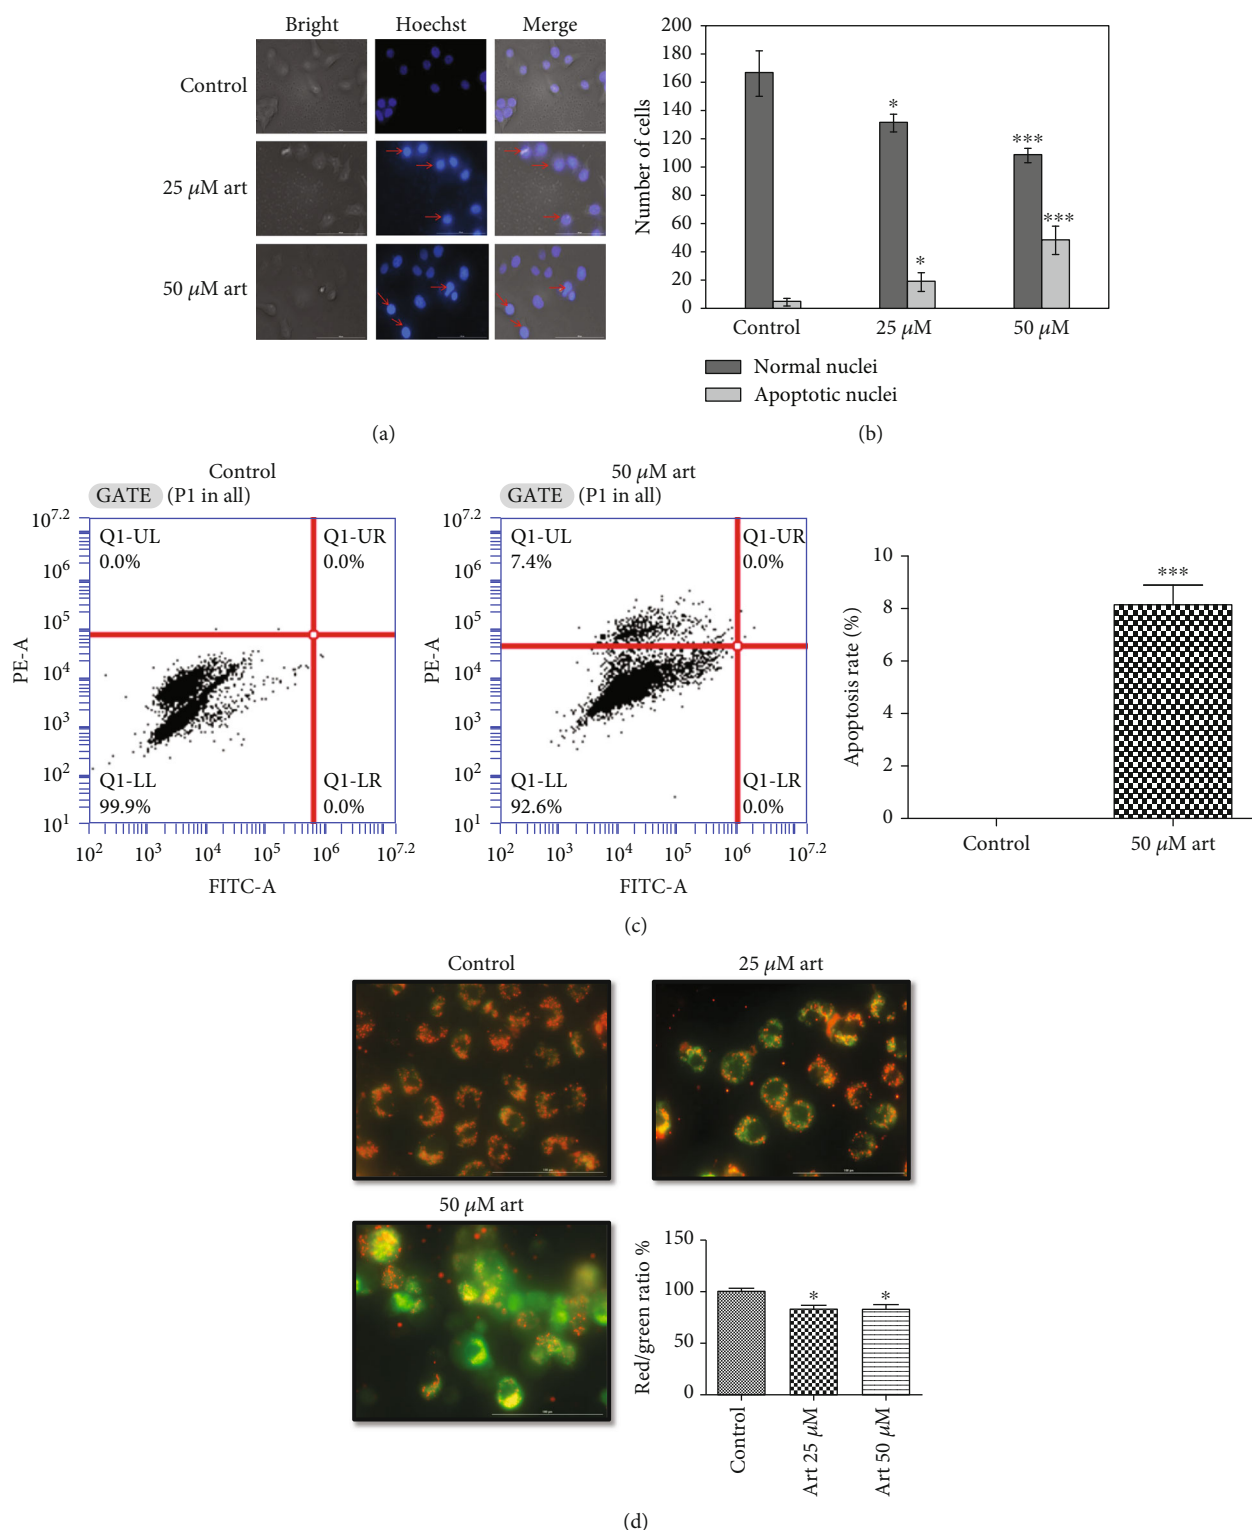 Bright Hoechst Merge
Control
25 μM art
50 μM art
(a)
200
180
160
140
120
100
80
60
40
20
0
Number of cells
*
***
*
***
Control 25 μM 50 μM
Normal nuclei
Apoptotic nuclei
(b)
Control
GATE (P1 in all)
Q1-UL
0.0%
Q1-UR
0.0%
Q1-LL
99.9%
Q1-LR
0.0%
10^7.2
10^6
10^5
10^4
10^3
10^2
10^1
PE-A
10^2 10^3 10^4 10^5 10^6 10^7.2
FITC-A
50 μM art
GATE (P1 in all)
Q1-UL
7.4%
Q1-UR
0.0%
Q1-LL
92.6%
Q1-LR
0.0%
10^7.2
10^6
10^5
10^4
10^3
10^2
10^1
PE-A
10^2 10^3 10^4 10^5 10^6 10^7.2
FITC-A
10
8
6
4
2
0
Apoptosis rate (%)
***
Control 50 μM art
(c)
Control
25 μM art
50 μM art
150
100
50
0
Red/green ratio %
* *
Control
Art 25 μM
Art 50 μM
(d)